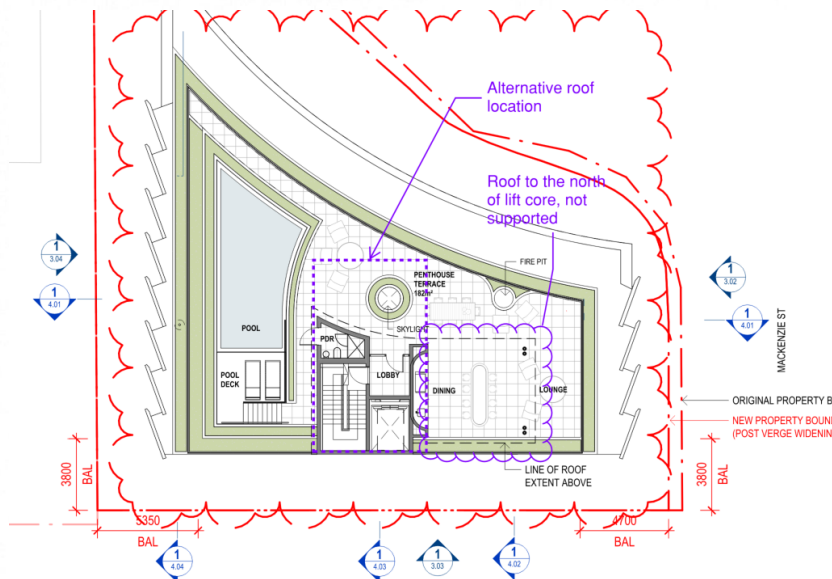 Alternative roof
location
Roof to the north
of lift core, not
supported
1
3.04
1
4.01
FIRE PIT
PENTHOUSE
TERRACE
182m²
1
3.02
1
4.01
SKYLIGHT
POOL
PDR
LOBBY
POOL
DECK
DINING
LOUNGE
MACKENZIE ST
ORIGINAL PROPERTY B
NEW PROPERTY BOUN
(POST VERGE WIDENIN
LINE OF ROOF
EXTENT ABOVE
3800
BAL
3800
BAL
5350
BAL
4700
BAL
1
4.04
1
4.03
1
3.03
1
4.02